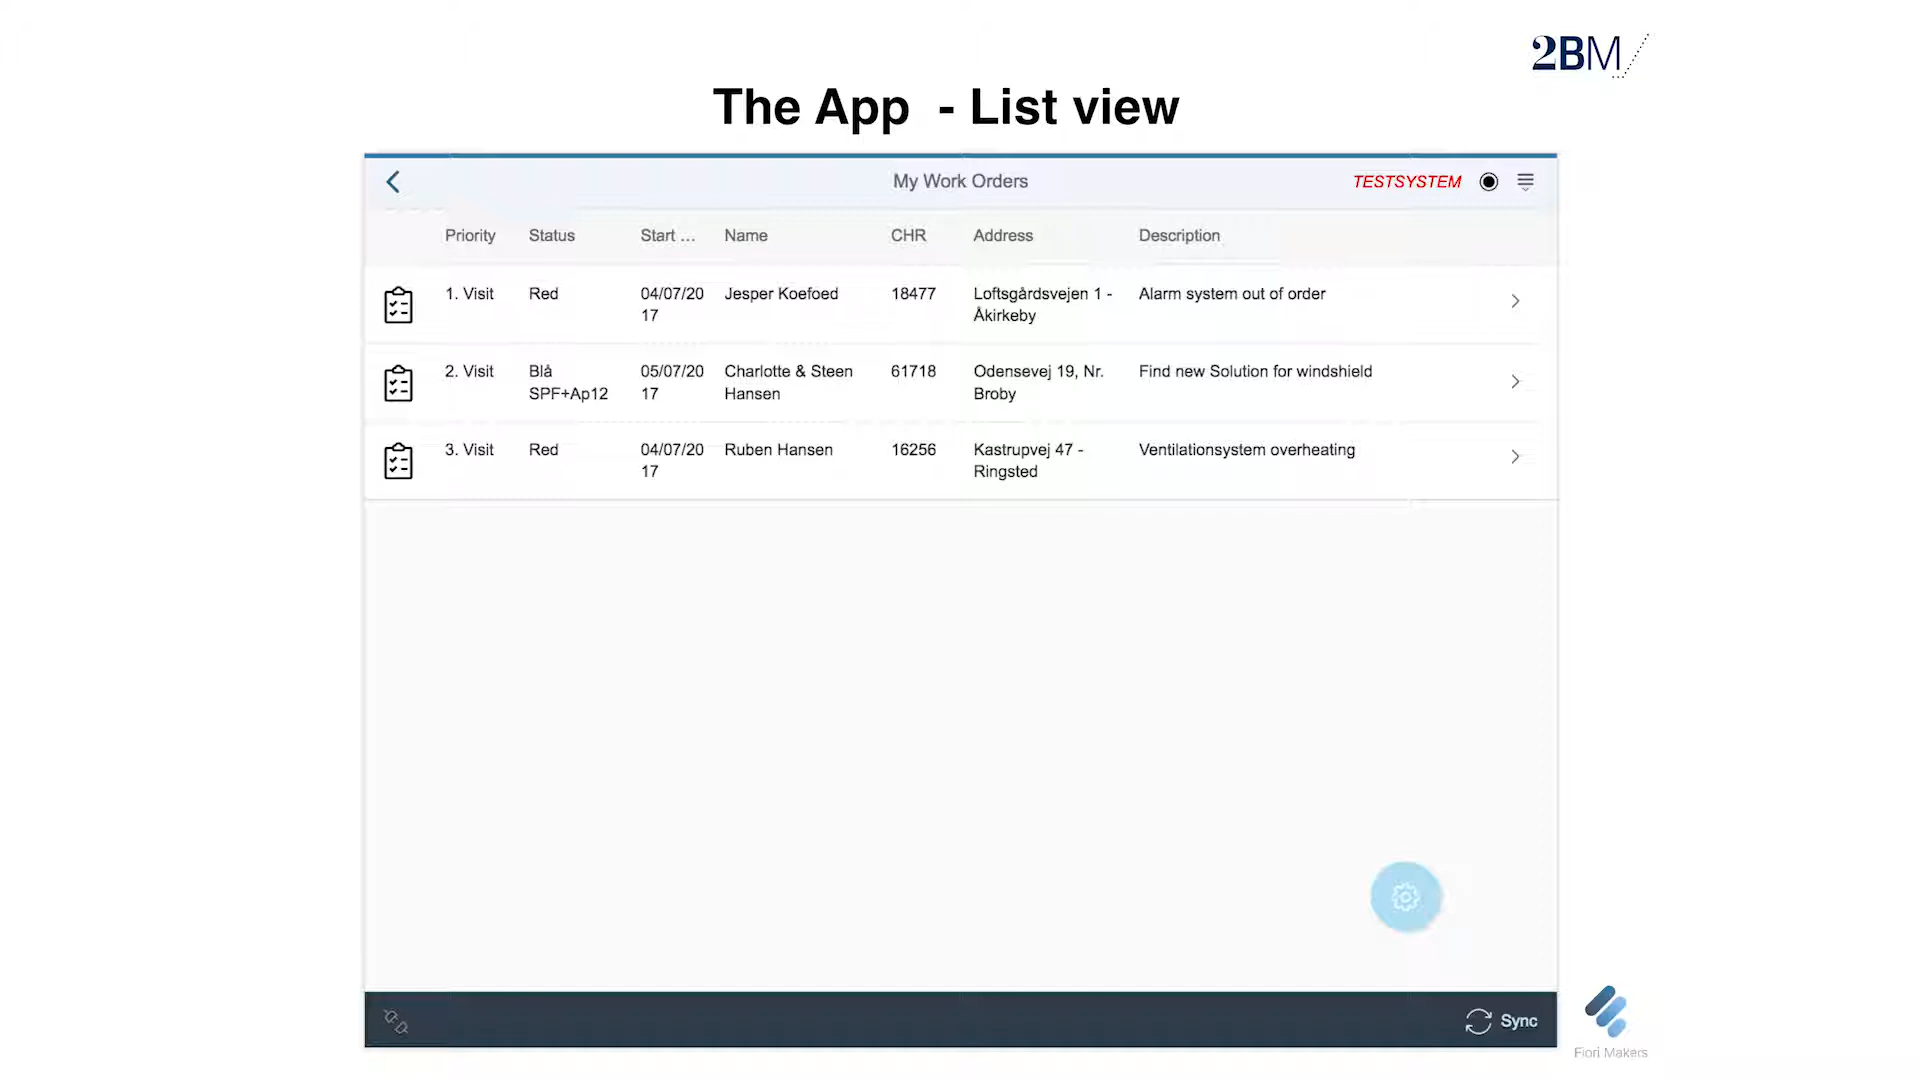 2BM
The App - List view
My Work Orders
TESTSYSTEM
Priority Status Start ... Name CHR Address Description
1. Visit Red 04/07/20 Jesper Koefoed 18477 Loftsgårdsvejen 1 - Alarm system out of order
17 Åkirkeby
2. Visit Blå 05/07/20 Charlotte & Steen 61718 Odensevej 19, Nr. Find new Solution for windshield
SPF+Ap12 17 Hansen Broby
3. Visit Red 04/07/20 Ruben Hansen 16256 Kastrupvej 47 - Ventilationsystem overheating
17 Ringsted
Sync
Fiori Makers